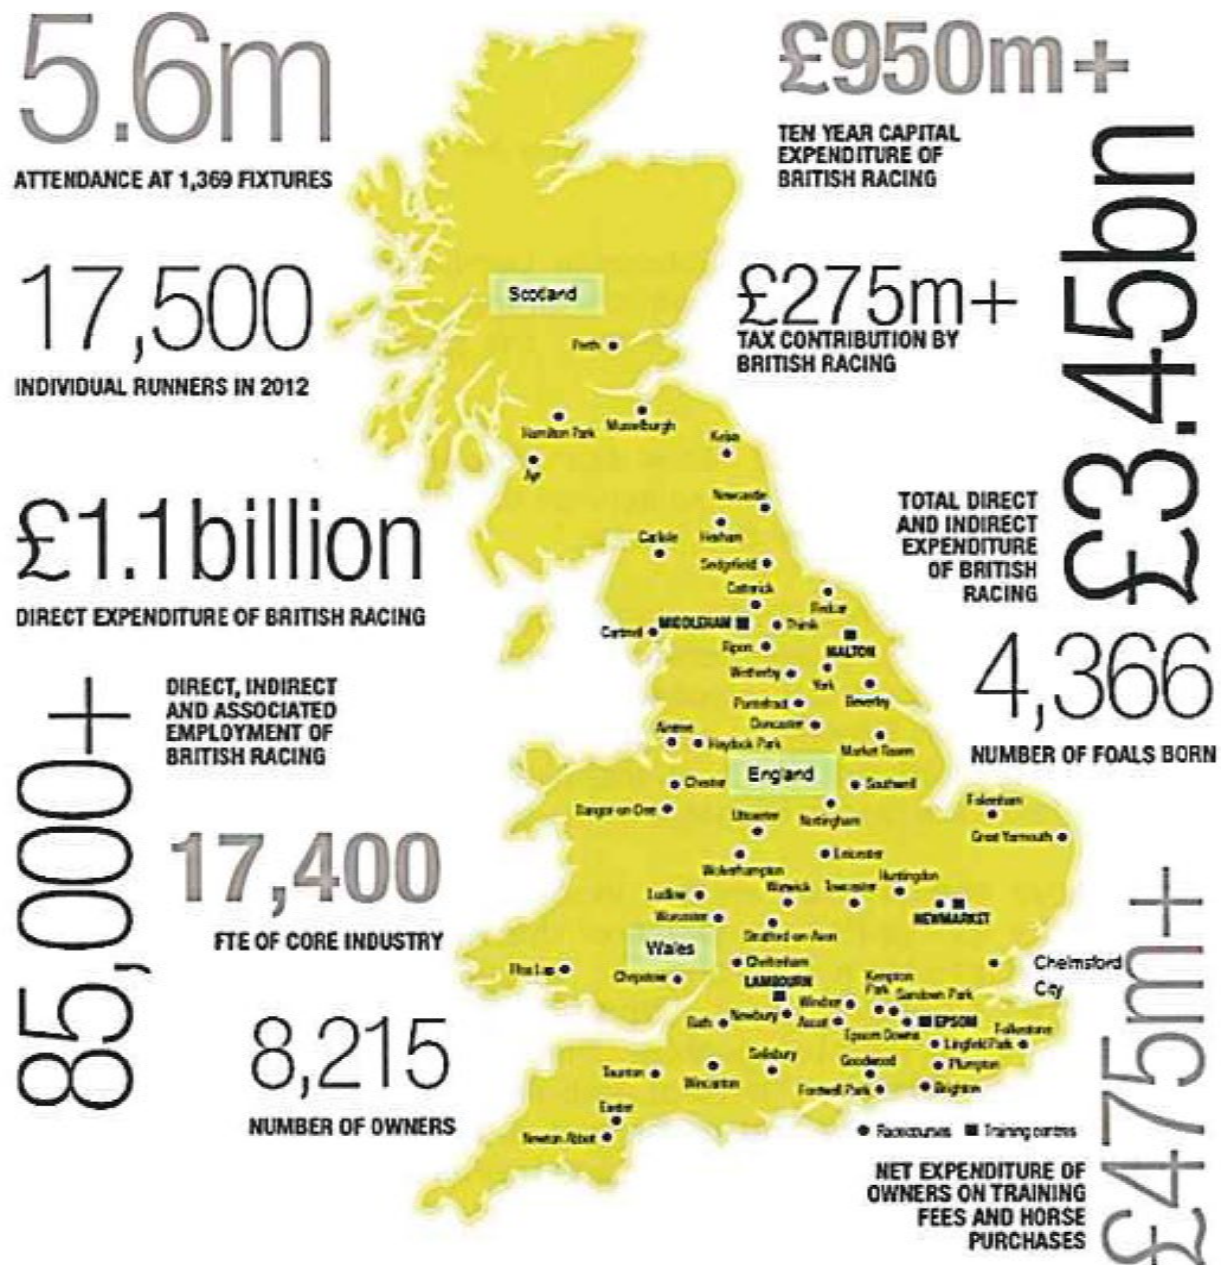 5.6m
ATTENDANCE AT 1,369 FIXTURES
£950m+
TEN YEAR CAPITAL
EXPENDITURE OF
BRITISH RACING
17,500
INDIVIDUAL RUNNERS IN 2012
£275m+
TAX CONTRIBUTION BY
BRITISH RACING
£3.45bn
TOTAL DIRECT
AND INDIRECT
EXPENDITURE
OF BRITISH
RACING
£1.1billion
DIRECT EXPENDITURE OF BRITISH RACING
85,000+
DIRECT, INDIRECT
AND ASSOCIATED
EMPLOYMENT OF
BRITISH RACING
4,366
NUMBER OF FOALS BORN
17,400
FTE OF CORE INDUSTRY
8,215
NUMBER OF OWNERS
£475m+
NET EXPENDITURE OF
OWNERS ON TRAINING
FEES AND HORSE
PURCHASES
Scotland
Perth
Hamilton Park
Musselburgh
Kelso
Ayr
Newcastle
Carlisle
Hexham
Sedgefield
Catterick
Redcar
Cartmel
MIDDLEHAM
Thirsk
Ripon
MALTON
Wetherby
York
Pontefract
Beverley
Doncaster
Aintree
Haydock Park
Market Rasen
England
Chester
Southwell
Bangor-on-Dee
Uttoxeter
Nottingham
Fakenham
Great Yarmouth
Wolverhampton
Leicester
Ludlow
Warwick
Towcester
Huntingdon
Worcester
NEWMARKET
Stratford-on-Avon
Wales
Cheltenham
Ffos Las
Chepstow
LAMBOURN
Chelmsford
City
Kempton
Park
Sandown Park
Windsor
Bath
Newbury
Ascot
Epsom Downs
EPSOM
Folkestone
Lingfield Park
Salisbury
Goodwood
Plumpton
Taunton
Wincanton
Fontwell Park
Brighton
Exeter
Newton Abbot
Racecourses
Training centres